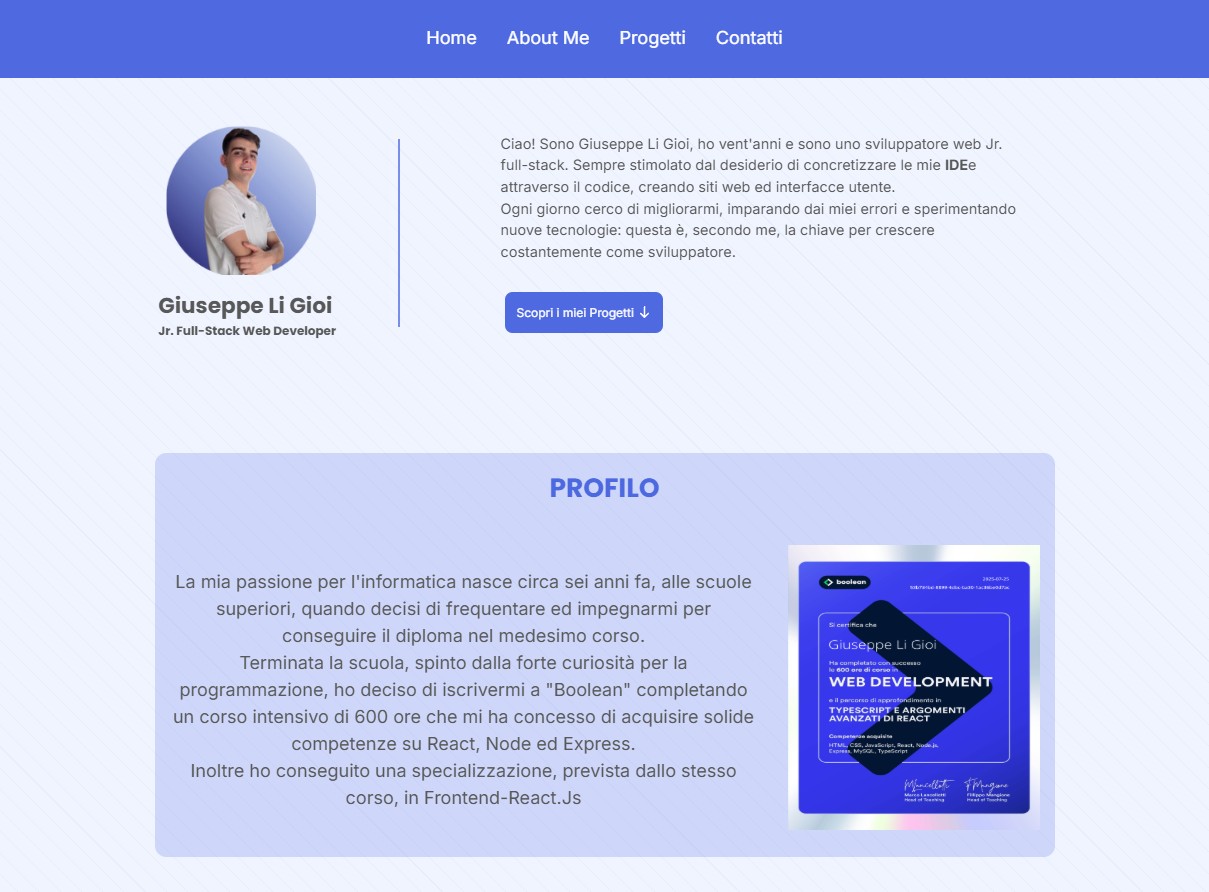 Home About Me Progetti Contatti
Ciao! Sono Giuseppe Li Gioi, ho vent'anni e sono uno sviluppatore web Jr.
full-stack. Sempre stimolato dal desiderio di concretizzare le mie IDEe
attraverso il codice, creando siti web ed interfacce utente.
Ogni giorno cerco di migliorarmi, imparando dai miei errori e sperimentando
nuove tecnologie: questa è, secondo me, la chiave per crescere
costantemente come sviluppatore.
Giuseppe Li Gioi
Jr. Full-Stack Web Developer
Scopri i miei Progetti ↓
PROFILO
La mia passione per l'informatica nasce circa sei anni fa, alle scuole
superiori, quando decisi di frequentare ed impegnarmi per
conseguire il diploma nel medesimo corso.
Terminata la scuola, spinto dalla forte curiosità per la
programmazione, ho deciso di iscrivermi a "Boolean" completando
un corso intensivo di 600 ore che mi ha concesso di acquisire solide
competenze su React, Node ed Express.
Inoltre ho conseguito una specializzazione, prevista dallo stesso
corso, in Frontend-React.Js
boolean
2025-07-25
Si certifica che
Giuseppe Li Gioi
Ha completato con successo
le 600 ore di corso in
WEB DEVELOPMENT
e il percorso di approfondimento in
TYPESCRIPT E ARGOMENTI
AVANZATI DI REACT
Competenze acquisite
HTML, CSS, JavaScript, React, Node.js,
Express, MySQL, TypeScript
Head of Teaching
Filippo Mangione
Head of Teaching